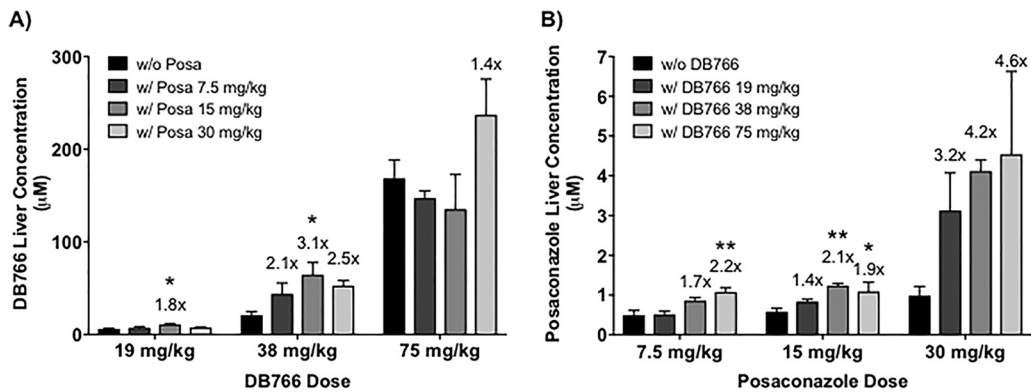 A)
DB766 Liver Concentration
(µM)
300
200
100
0
w/o Posa
w/ Posa 7.5 mg/kg
w/ Posa 15 mg/kg
w/ Posa 30 mg/kg
*
1.8x
2.1x
*
3.1x
2.5x
1.4x
19 mg/kg
38 mg/kg
75 mg/kg
DB766 Dose
B)
Posaconazole Liver Concentration
(µM)
7
6
5
4
3
2
1
0
w/o DB766
w/ DB766 19 mg/kg
w/ DB766 38 mg/kg
w/ DB766 75 mg/kg
1.7x
**
2.2x
1.4x
**
2.1x
*
1.9x
3.2x
4.2x
4.6x
7.5 mg/kg
15 mg/kg
30 mg/kg
Posaconazole Dose